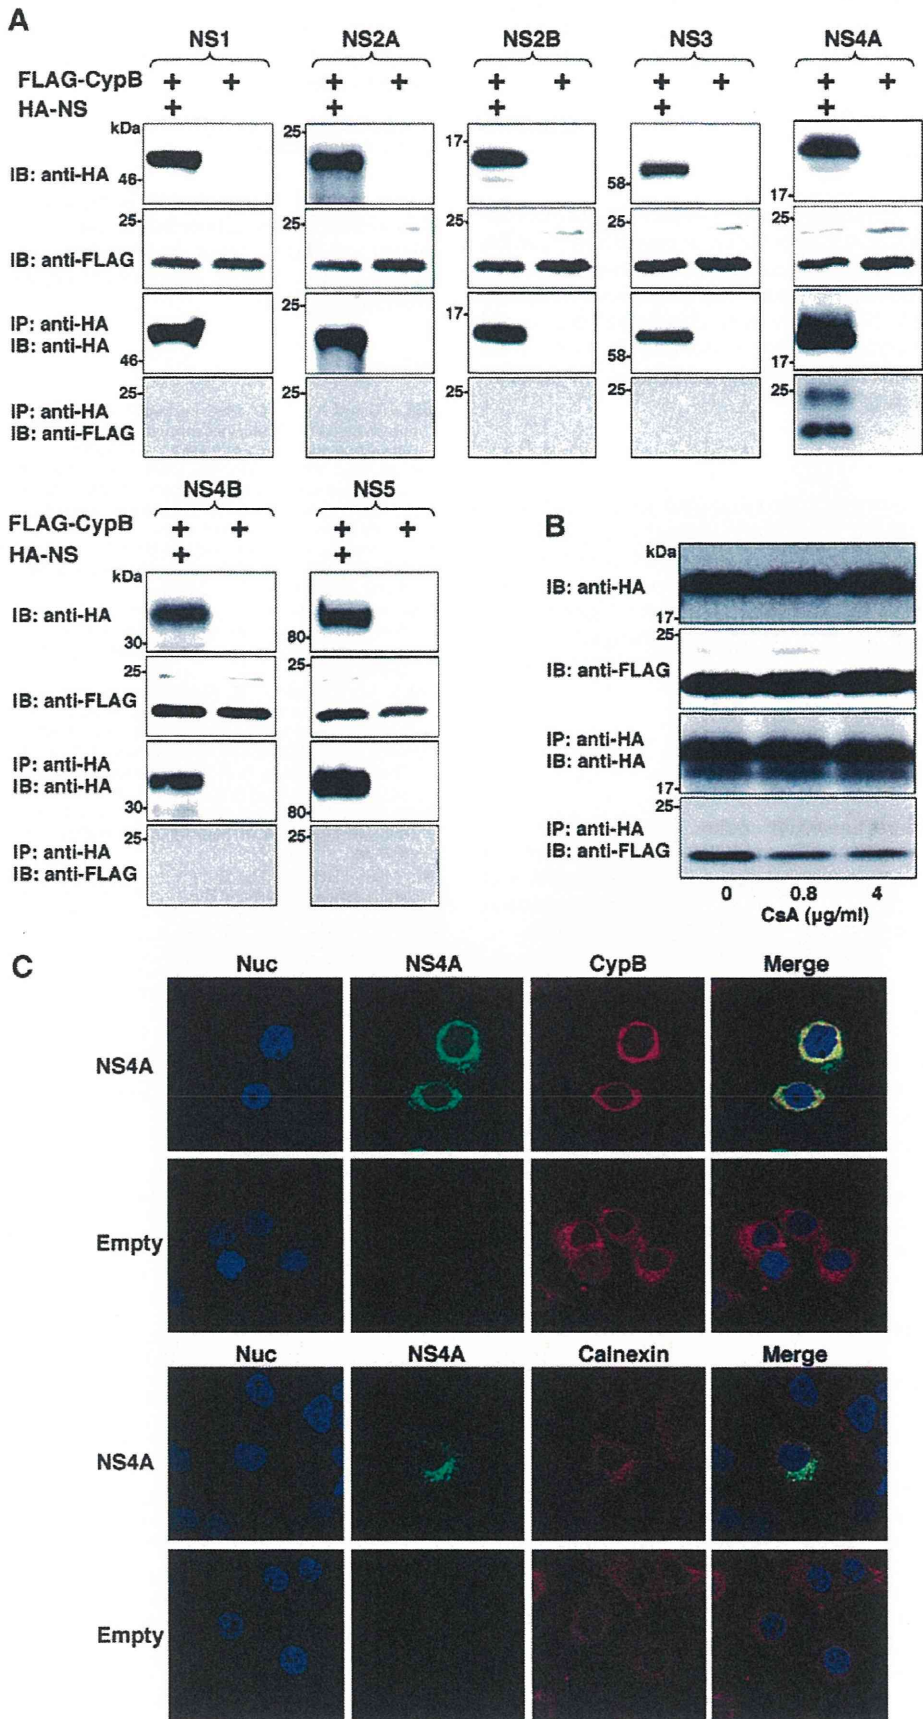 A
NS1 NS2A NS2B NS3 NS4A
FLAG-CypB + + + + + + + + + +
HA-NS + + + + +
kDa
IB: anti-HA 46 25 17 58 17
IB: anti-FLAG 25 25 25 25 25
IP: anti-HA
IB: anti-HA 46 25 17 58 17
IP: anti-HA
IB: anti-FLAG 25 25 25 25 25
NS4B NS5
FLAG-CypB + + + +
HA-NS + +
kDa
IB: anti-HA 30 80
IB: anti-FLAG 25 25
IP: anti-HA
IB: anti-HA 30 80
IP: anti-HA
IB: anti-FLAG 25 25
B
kDa
IB: anti-HA 17
IB: anti-FLAG 25
IP: anti-HA
IB: anti-HA 17
IP: anti-HA
IB: anti-FLAG 25
0 0.8 4
CsA (µg/ml)
C
Nuc NS4A CypB Merge
NS4A
Empty
Nuc NS4A Calnexin Merge
NS4A
Empty